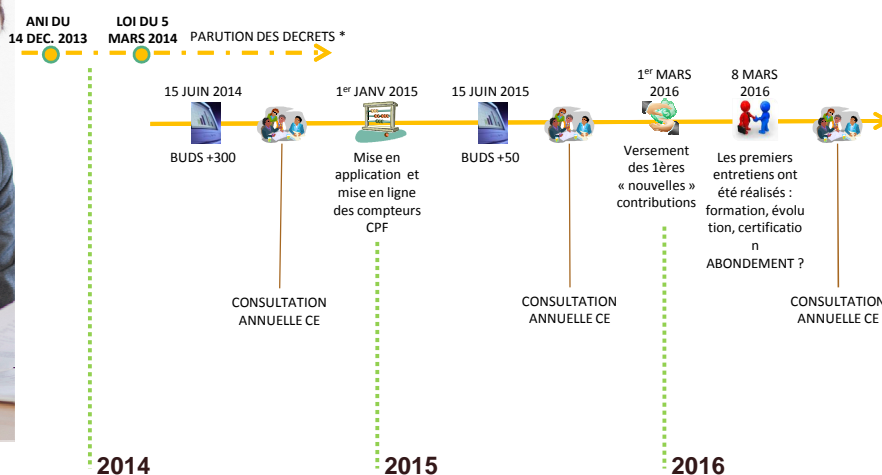 ANI DU
14 DEC. 2013
LOI DU 5
MARS 2014
PARUTION DES DECRETS *
15 JUIN 2014
BUDS +300
1er JANV 2015
Mise en
application et
mise en ligne
des compteurs
CPF
15 JUIN 2015
BUDS +50
1er MARS
2016
Versement
des 1ères
« nouvelles »
contributions
8 MARS
2016
Les premiers
entretiens ont
été réalisés :
formation, évolu
tion, certificatio
n
ABONDEMENT ?
CONSULTATION
ANNUELLE CE
CONSULTATION
ANNUELLE CE
CONSULTATION
ANNUELLE CE
2014
2015
2016